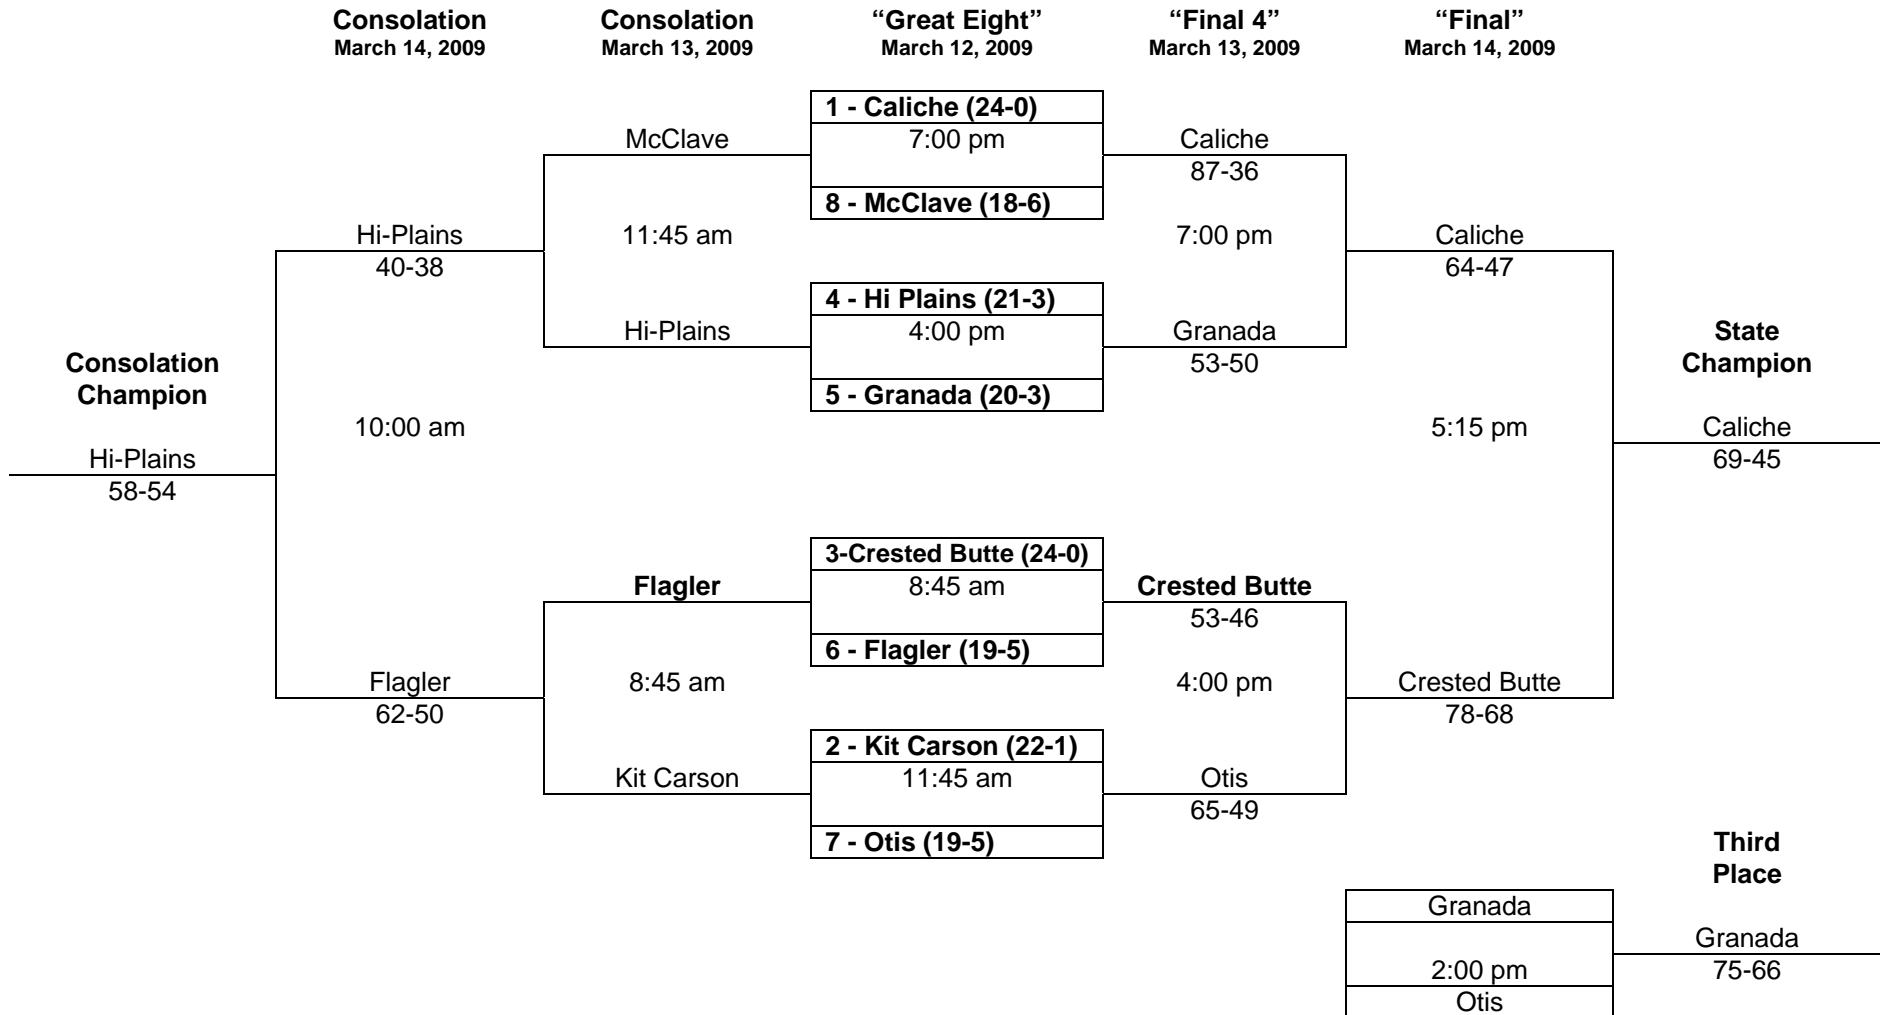 Consolation
March 14, 2009
Consolation
March 13, 2009
“Great Eight”
March 12, 2009
“Final 4”
March 13, 2009
“Final”
March 14, 2009
1 - Caliche (24-0)
McClave
7:00 pm
Caliche
87-36
8 - McClave (18-6)
Hi-Plains
40-38
11:45 am
7:00 pm
Caliche
64-47
4 - Hi Plains (21-3)
Hi-Plains
4:00 pm
Granada
53-50
5 - Granada (20-3)
State
Champion
Consolation
Champion
10:00 am
5:15 pm
Caliche
69-45
Hi-Plains
58-54
3-Crested Butte (24-0)
Flagler
8:45 am
Crested Butte
53-46
6 - Flagler (19-5)
Flagler
62-50
8:45 am
4:00 pm
Crested Butte
78-68
2 - Kit Carson (22-1)
Kit Carson
11:45 am
Otis
65-49
7 - Otis (19-5)
Third
Place
Granada
2:00 pm
Otis
Granada
75-66